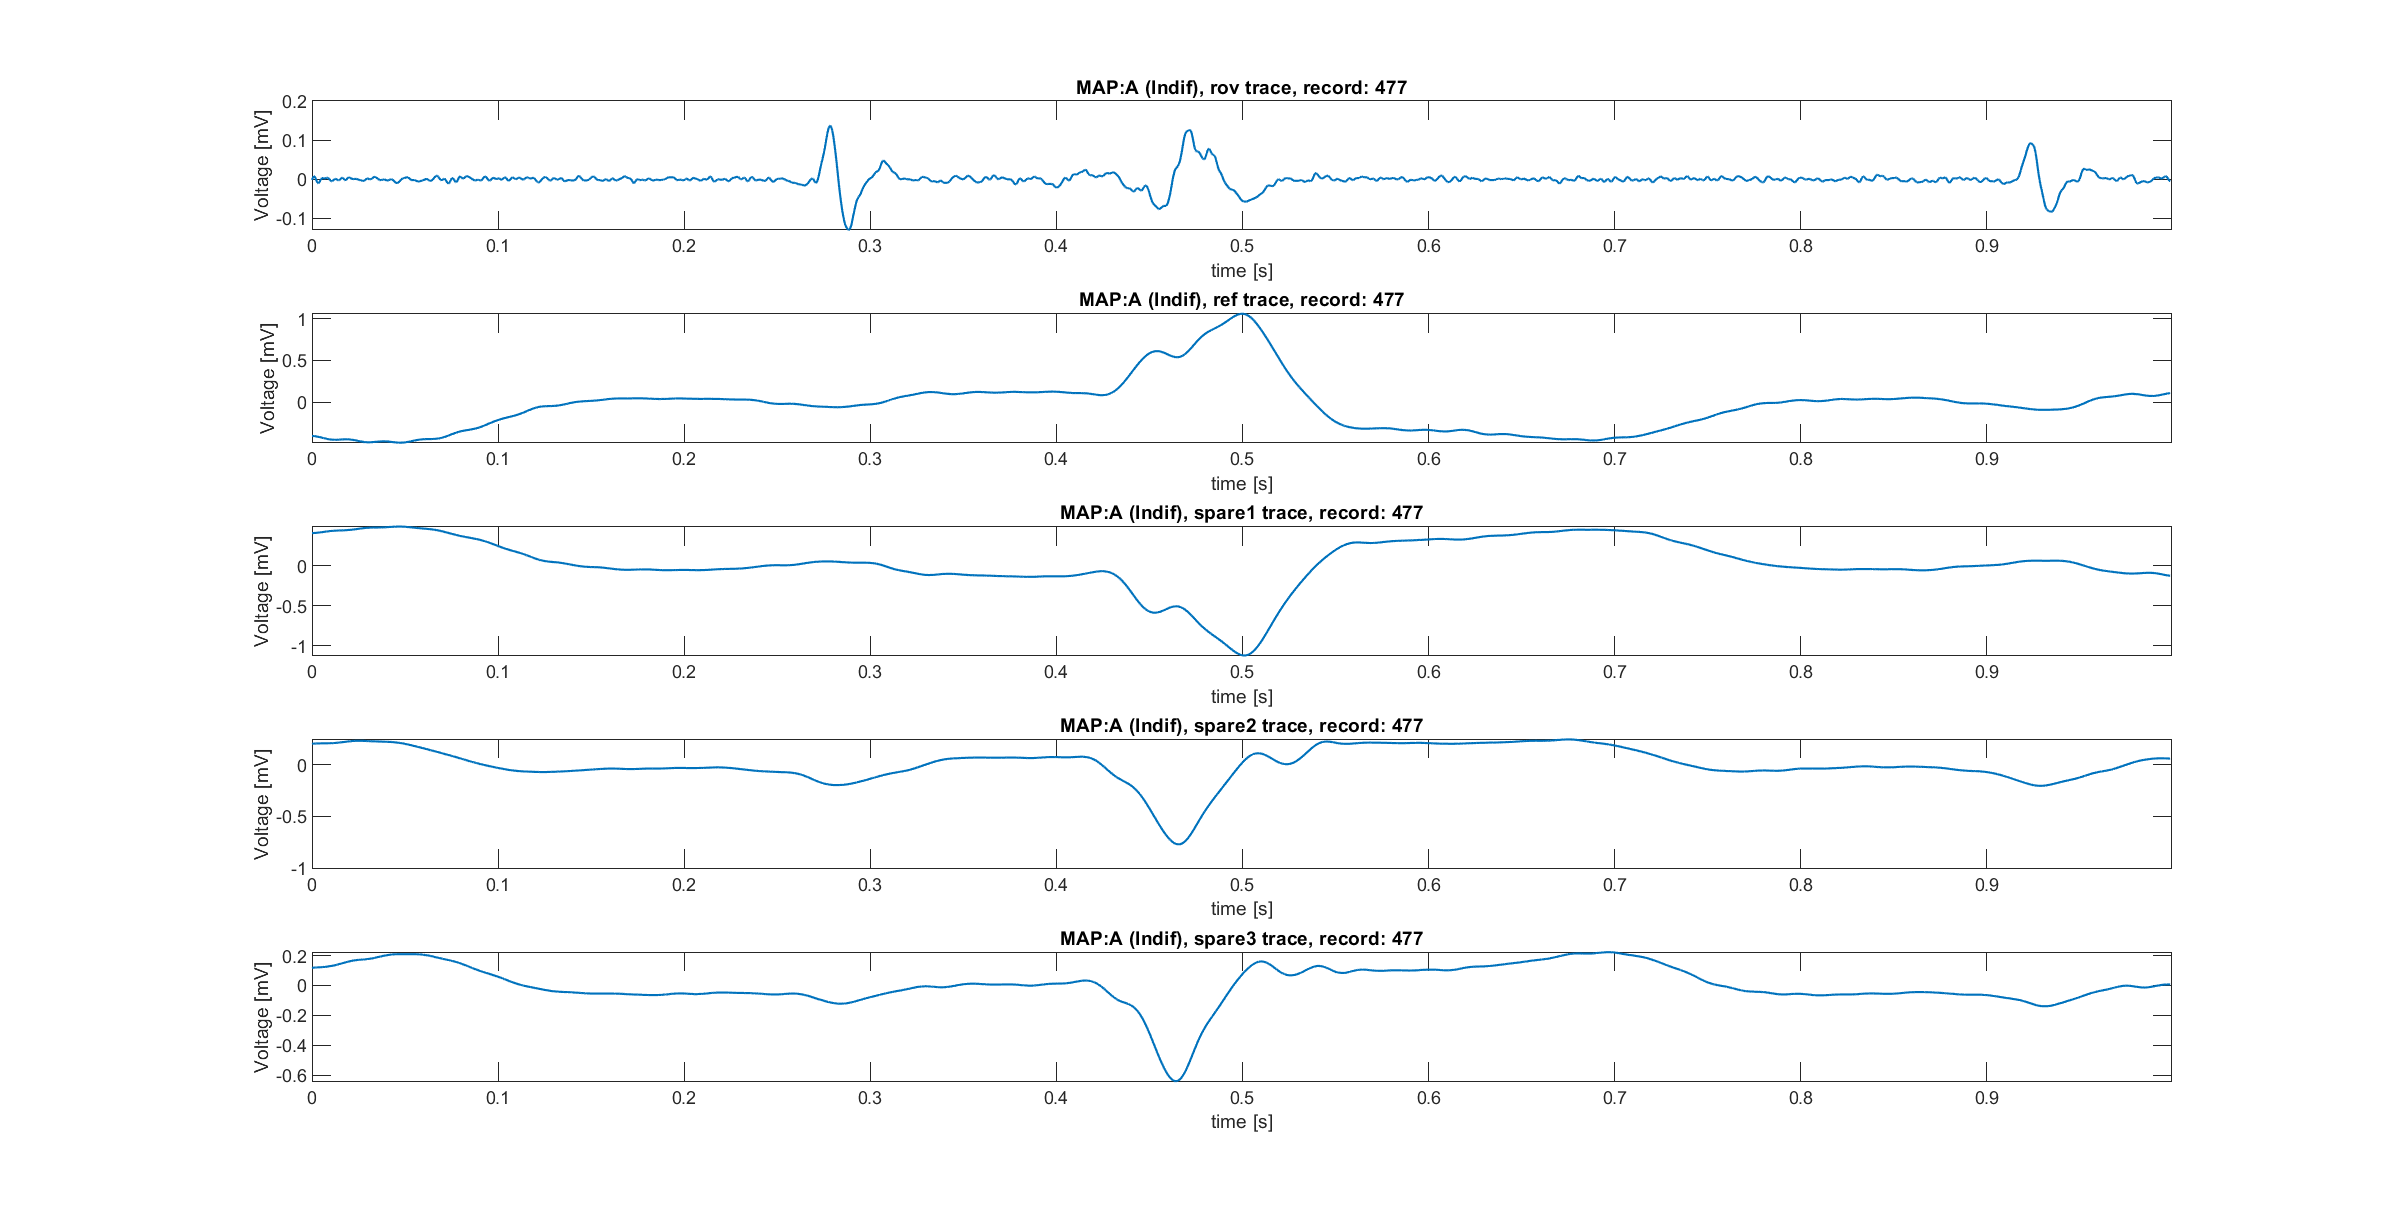 MAP:A (Indif), rov trace, record: 477
Voltage [mV]
0.2
0.1
0
-0.1
0 0.1 0.2 0.3 0.4 0.5 0.6 0.7 0.8 0.9
time [s]
MAP:A (Indif), ref trace, record: 477
Voltage [mV]
1
0.5
0
0 0.1 0.2 0.3 0.4 0.5 0.6 0.7 0.8 0.9
time [s]
MAP:A (Indif), spare1 trace, record: 477
Voltage [mV]
0
-0.5
-1
0 0.1 0.2 0.3 0.4 0.5 0.6 0.7 0.8 0.9
time [s]
MAP:A (Indif), spare2 trace, record: 477
Voltage [mV]
0
-0.5
-1
0 0.1 0.2 0.3 0.4 0.5 0.6 0.7 0.8 0.9
time [s]
MAP:A (Indif), spare3 trace, record: 477
Voltage [mV]
0.2
0
-0.2
-0.4
-0.6
0 0.1 0.2 0.3 0.4 0.5 0.6 0.7 0.8 0.9
time [s]